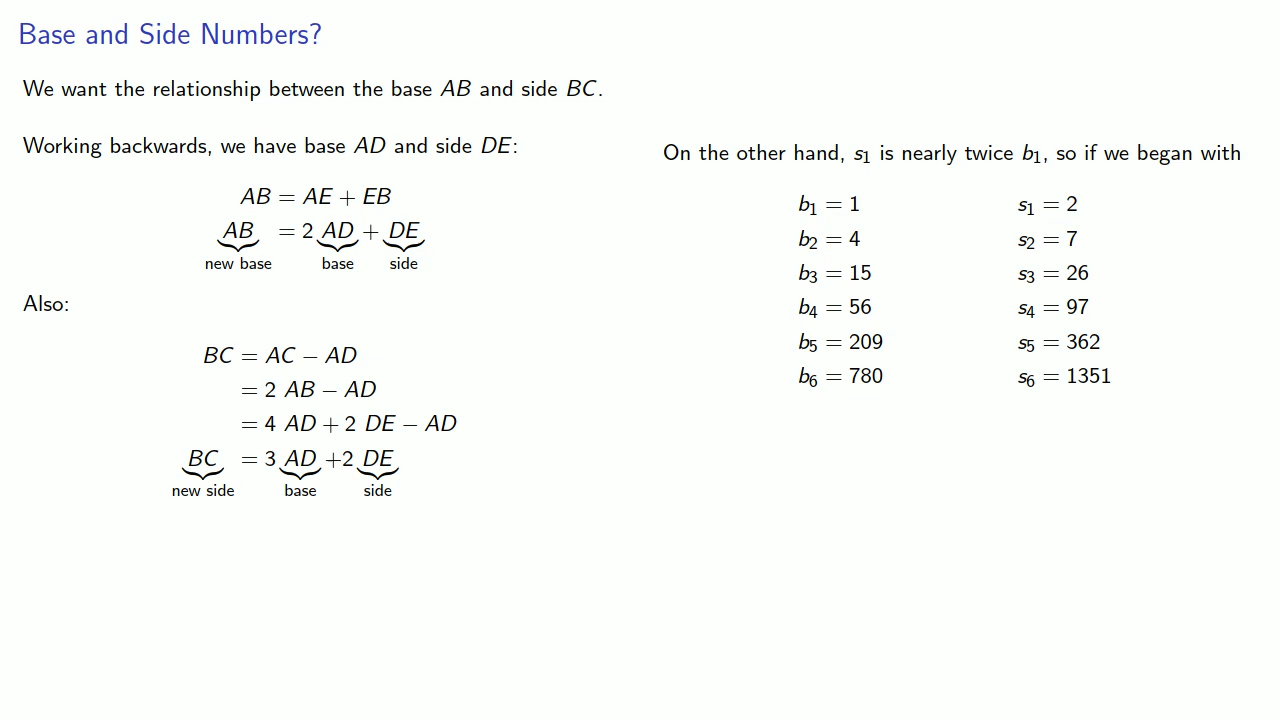 Base and Side Numbers?
We want the relationship between the base AB and side BC.
Working backwards, we have base AD and side DE:
AB = AE + EB
AB = 2 AD + DE
new base base side
Also:
BC = AC − AD
= 2 AB − AD
= 4 AD + 2 DE − AD
BC = 3 AD +2 DE
new side base side
On the other hand, s₁ is nearly twice b₁, so if we began with
b₁ = 1 s₁ = 2
b₂ = 4 s₂ = 7
b₃ = 15 s₃ = 26
b₄ = 56 s₄ = 97
b₅ = 209 s₅ = 362
b₆ = 780 s₆ = 1351